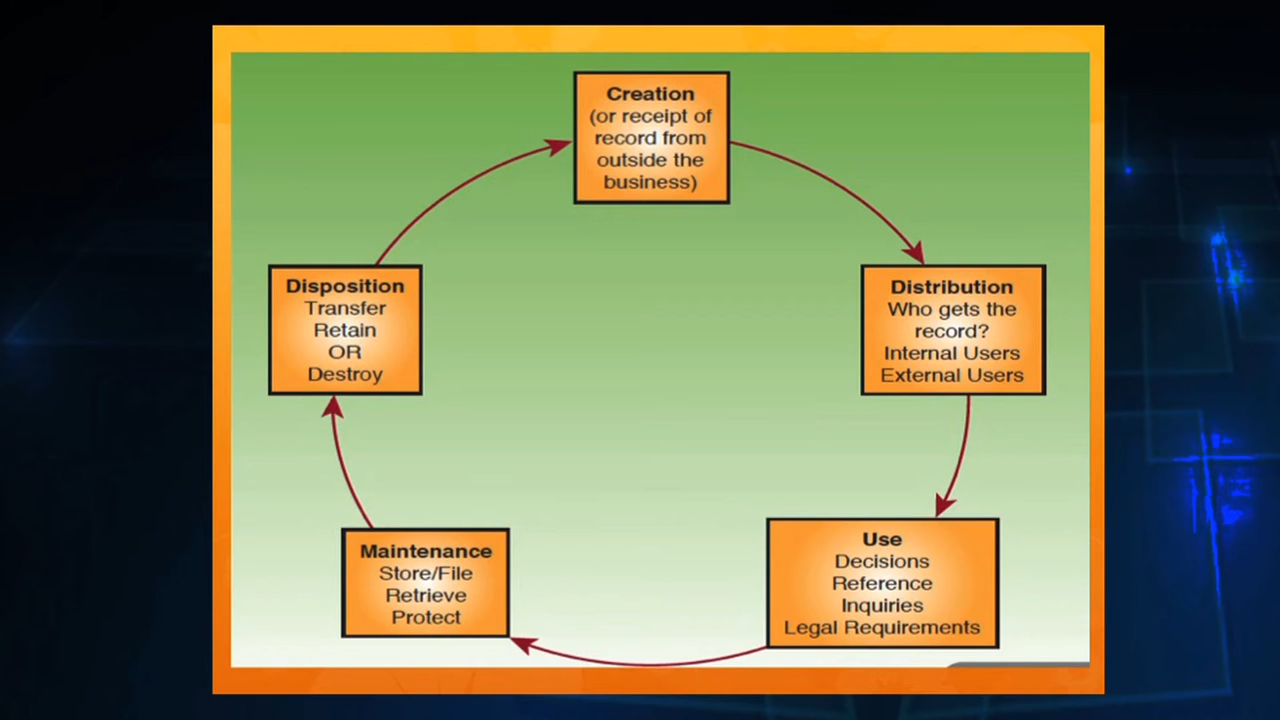 Creation
(or receipt of
record from
outside the
business)
Distribution
Who gets the
record?
Internal Users
External Users
Use
Decisions
Reference
Inquiries
Legal Requirements
Maintenance
Store/File
Retrieve
Protect
Disposition
Transfer
Retain
OR
Destroy